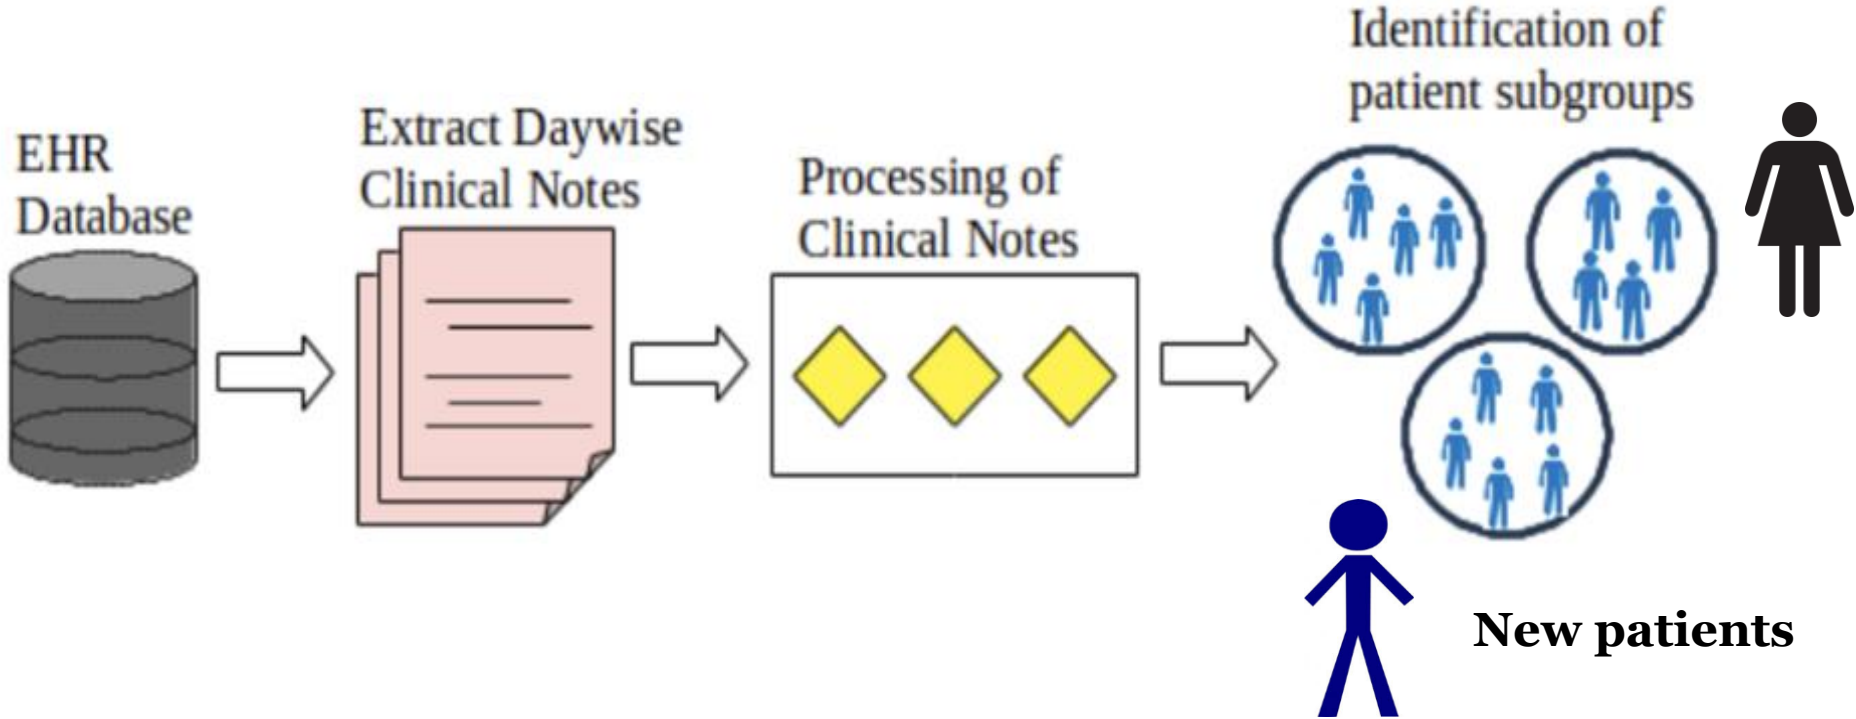 EHR
Database
Extract Daywise
Clinical Notes
Processing of
Clinical Notes
Identification of
patient subgroups
New patients